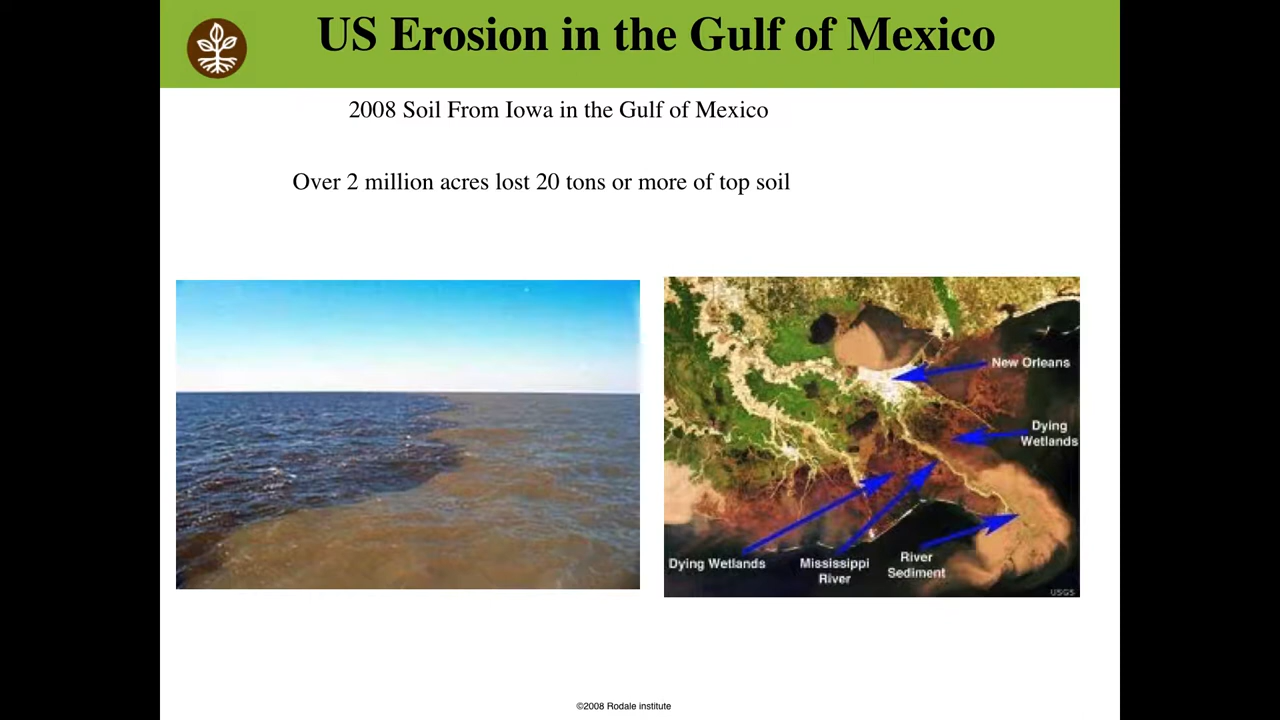 US Erosion in the Gulf of Mexico
2008 Soil From Iowa in the Gulf of Mexico
Over 2 million acres lost 20 tons or more of top soil
New Orleans
Dying
Wetlands
Dying Wetlands
Mississippi
River
River
Sediment
USGS
©2008 Rodale institute